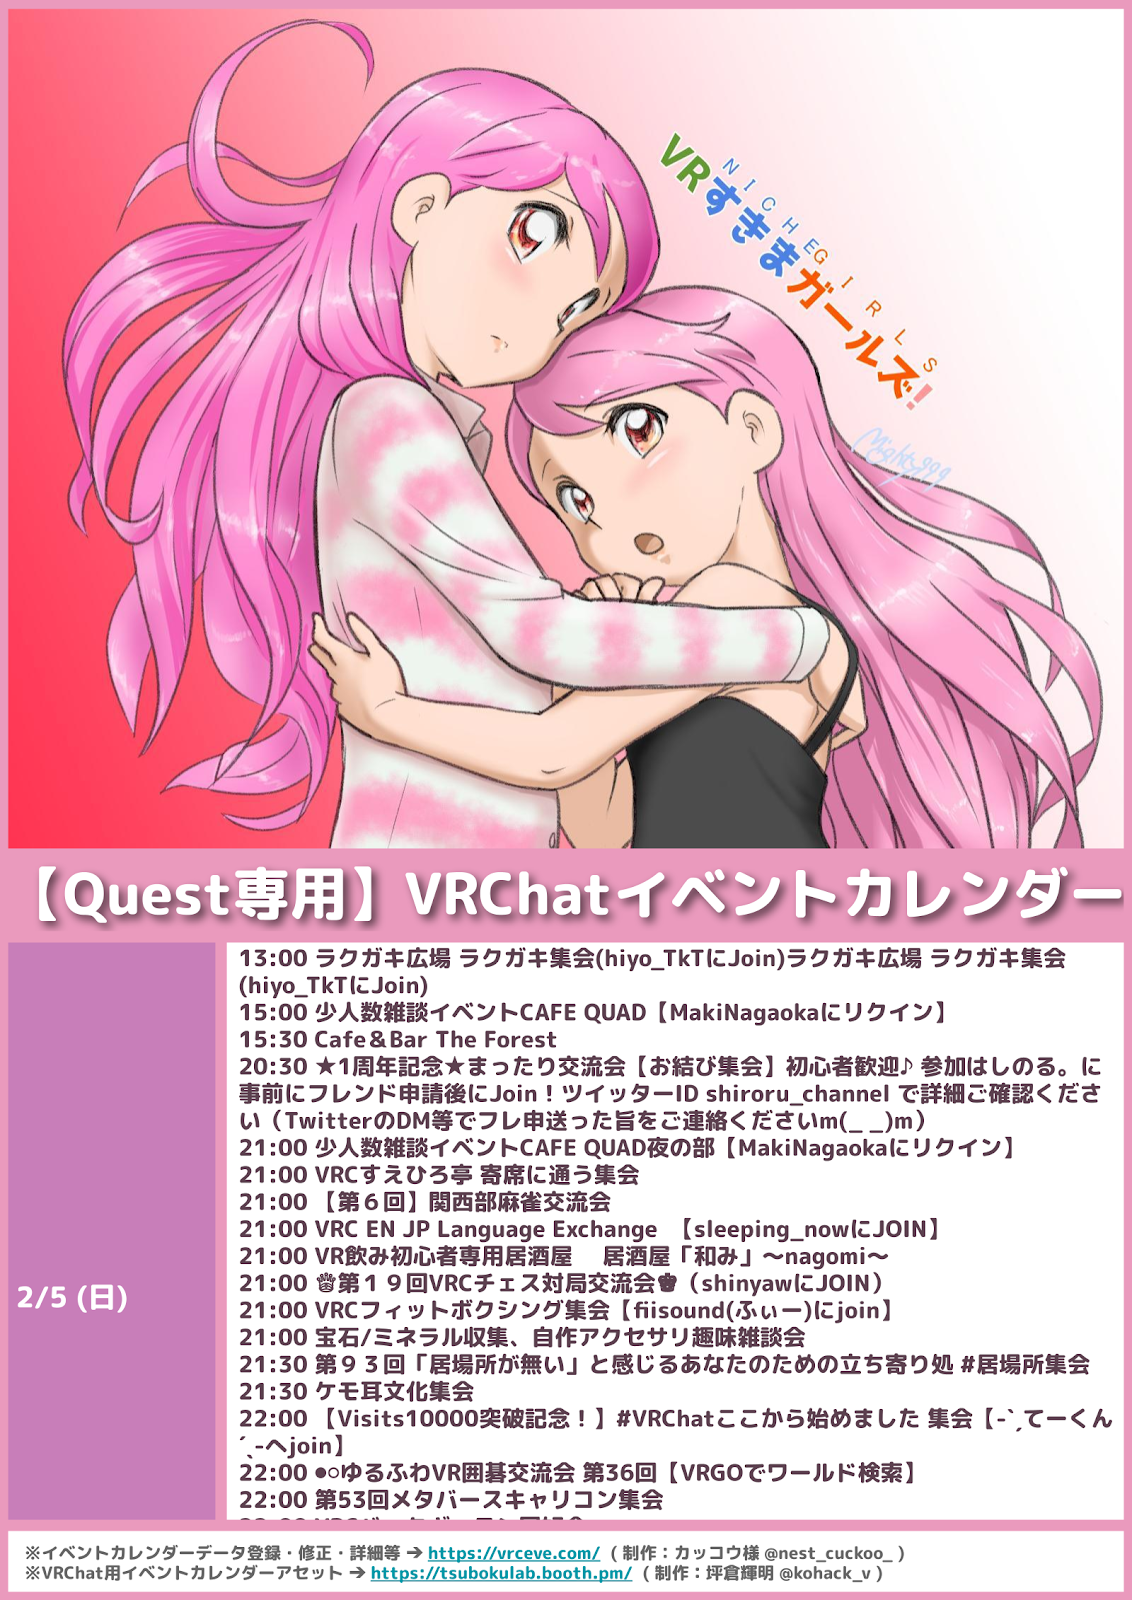 NICHE GIRLS
VRすきまガールズ!
Mighty999
【Quest専用】VRChatイベントカレンダー
2/5 (日)
13:00 ラクガキ広場 ラクガキ集会(hiyo_TkTにJoin)ラクガキ広場 ラクガキ集会
(hiyo_TkTにJoin)
15:00 少人数雑談イベントCAFE QUAD【MakiNagaokaにリクイン】
15:30 Cafe＆Bar The Forest
20:30 ★1周年記念★まったり交流会【お結び集会】初心者歓迎♪ 参加はしのる。に
事前にフレンド申請後にJoin！ツイッターID shiroru_channel で詳細ご確認くださ
い（TwitterのDM等でフレ申送った旨をご連絡くださいm(_ _)m）
21:00 少人数雑談イベントCAFE QUAD夜の部【MakiNagaokaにリクイン】
21:00 VRCすえひろ亭 寄席に通う集会
21:00 【第６回】関西部麻雀交流会
21:00 VRC EN JP Language Exchange 【sleeping_nowにJOIN】
21:00 VR飲み初心者専用居酒屋　居酒屋「和み」～nagomi～
21:00 ♕第１９回VRCチェス対局交流会♚（shinyawにJOIN）
21:00 VRCフィットボクシング集会【fiisound(ふぃー)にjoin】
21:00 宝石/ミネラル収集、自作アクセサリ趣味雑談会
21:30 第９３回「居場所が無い」と感じるあなたのための立ち寄り処 #居場所集会
21:30 ケモ耳文化集会
22:00 【Visits10000突破記念！】#VRChatここから始めました 集会【-ˋˏてーくん
ˊˎ-へjoin】
22:00 ●○ゆるふわVR囲碁交流会 第36回【VRGOでワールド検索】
22:00 第53回メタバースキャリコン集会
※イベントカレンダーデータ登録・修正・詳細等 ➔ https://vrceve.com/ （ 制作：カッコウ様 @nest_cuckoo_ ）
※VRChat用イベントカレンダーアセット ➔ https://tsubokulab.booth.pm/ （ 制作：坪倉輝明 @kohack_v ）